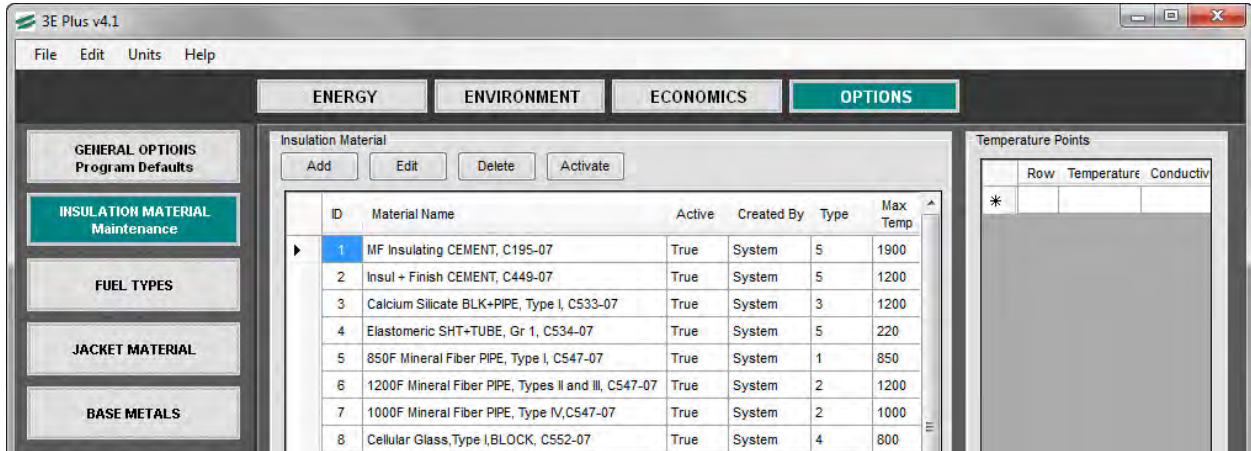 3E Plus v4.1
File Edit Units Help
ENERGY ENVIRONMENT ECONOMICS OPTIONS
GENERAL OPTIONS
Program Defaults
INSULATION MATERIAL
Maintenance
FUEL TYPES
JACKET MATERIAL
BASE METALS
Insulation Material
Add Edit Delete Activate
ID Material Name Active Created By Type Max Temp
1 MF Insulating CEMENT, C195-07 True System 5 1900
2 Insul + Finish CEMENT, C449-07 True System 5 1200
3 Calcium Silicate BLK+PIPE, Type I, C533-07 True System 3 1200
4 Elastomeric SHT+TUBE, Gr 1, C534-07 True System 5 220
5 850F Mineral Fiber PIPE, Type I, C547-07 True System 1 850
6 1200F Mineral Fiber PIPE, Types II and III, C547-07 True System 2 1200
7 1000F Mineral Fiber PIPE, Type IV,C547-07 True System 2 1000
8 Cellular Glass,Type I,BLOCK, C552-07 True System 4 800
Temperature Points
Row Temperature Conductiv